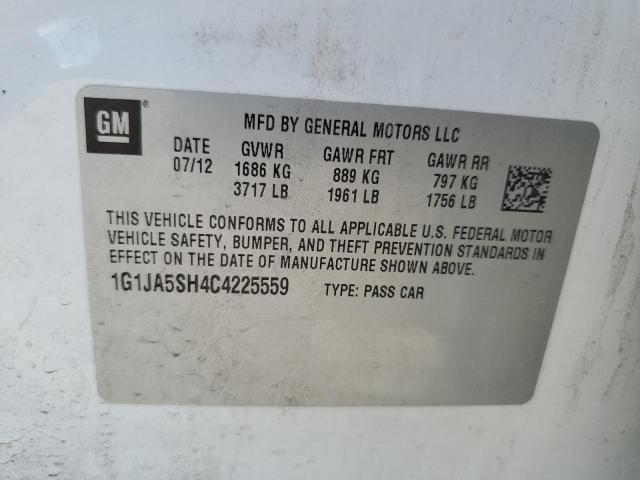 GM®
MFD BY GENERAL MOTORS LLC
DATE GVWR GAWR FRT GAWR RR
07/12 1686 KG 889 KG 797 KG
3717 LB 1961 LB 1756 LB
THIS VEHICLE CONFORMS TO ALL APPLICABLE U.S. FEDERAL MOTOR
VEHICLE SAFETY, BUMPER, AND THEFT PREVENTION STANDARDS IN
EFFECT ON THE DATE OF MANUFACTURE SHOWN ABOVE.
1G1JA5SH4C4225559 TYPE: PASS CAR